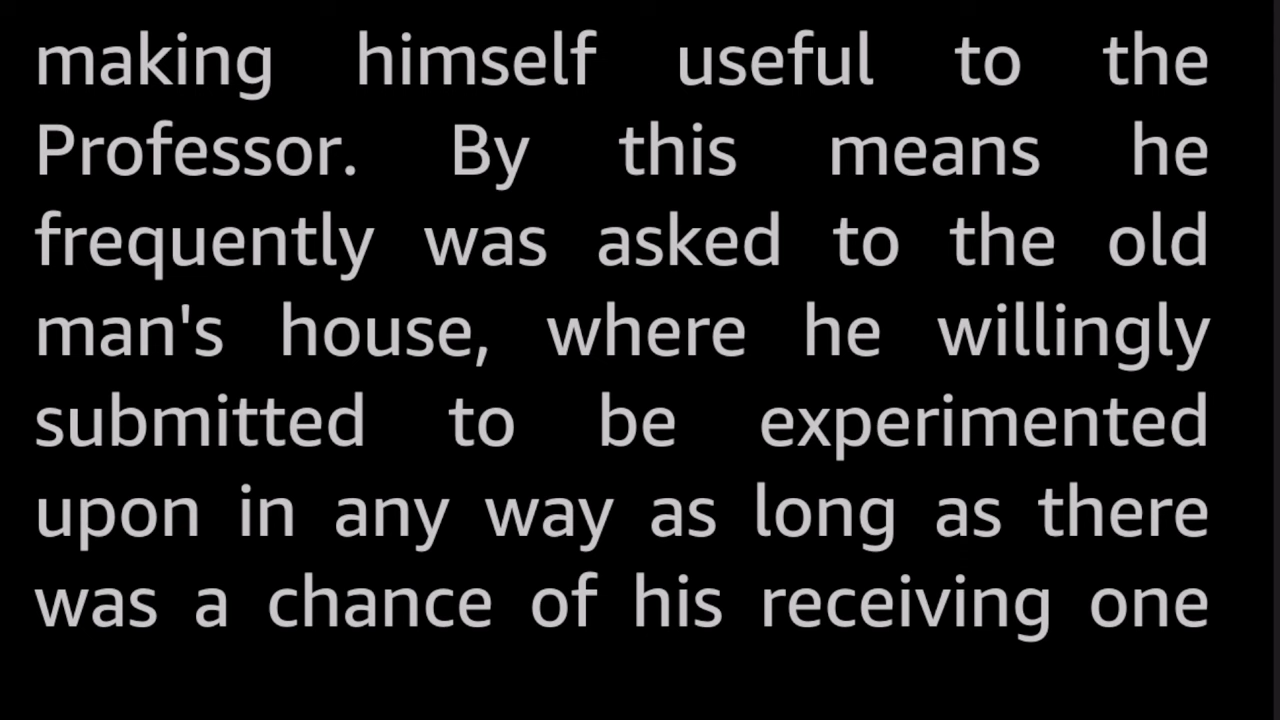 making himself useful to the
Professor. By this means he
frequently was asked to the old
man's house, where he willingly
submitted to be experimented
upon in any way as long as there
was a chance of his receiving one